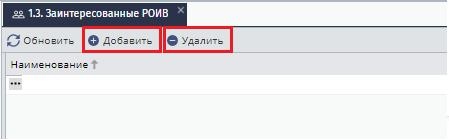 1.3. Заинтересованные РОИВ
Обновить Добавить Удалить
Наименование
...